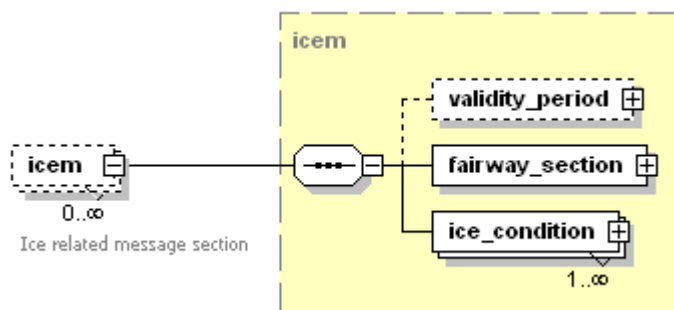 icem
validity_period
icem
fairway_section
0..∞
Ice related message section
ice_condition
1..∞